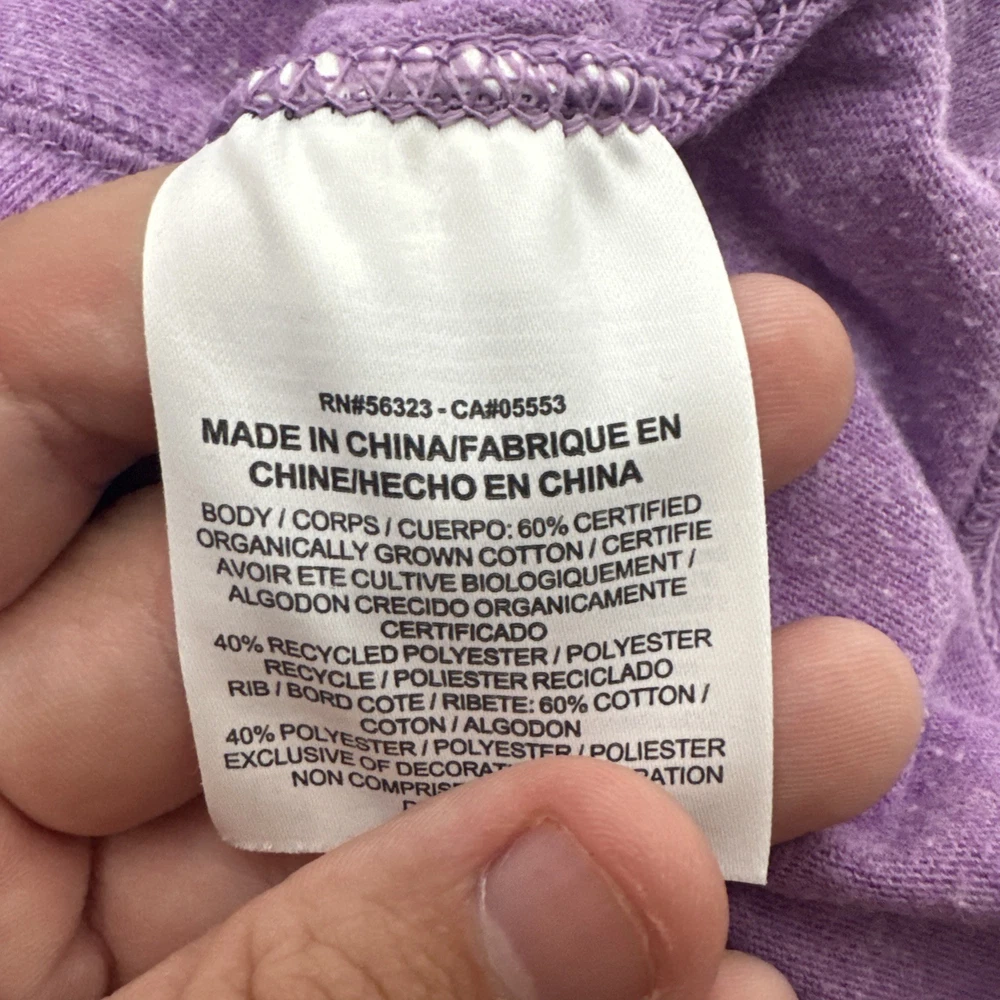 RN#56323 - CA#05553
MADE IN CHINA/FABRIQUE EN
CHINE/HECHO EN CHINA
BODY / CORPS / CUERPO: 60% CERTIFIED
ORGANICALLY GROWN COTTON / CERTIFIE
AVOIR ETE CULTIVE BIOLOGIQUEMENT /
ALGODON CRECIDO ORGANICAMENTE
CERTIFICADO
40% RECYCLED POLYESTER / POLYESTER
RECYCLE / POLIESTER RECICLADO
RIB / BORD COTE / RIBETE: 60% COTTON /
COTON / ALGODON
40% POLYESTER / POLYESTER / POLIESTER
EXCLUSIVE OF
NON